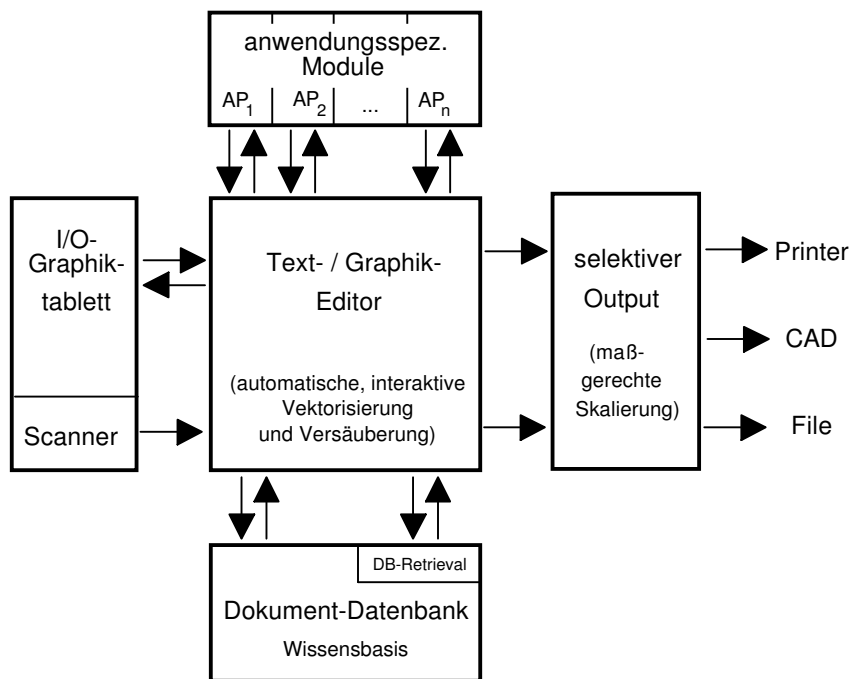 anwendungsspez.
Module
AP1 AP2 ... APn
I/O-
Graphik-
tablett
Scanner
Text- / Graphik-
Editor
(automatische, interaktive
Vektorisierung
und Versäuberung)
selektiver
Output
(maß-
gerechte
Skalierung)
Printer
CAD
File
DB-Retrieval
Dokument-Datenbank
Wissensbasis